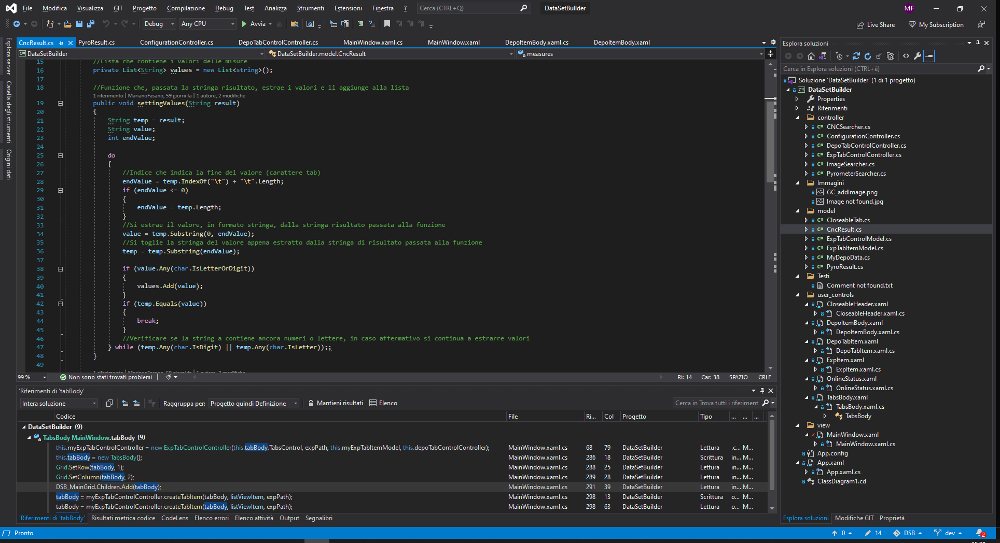 File Modifica Visualizza GIT Progetto Compilazione Debug Test Analizza Strumenti Estensioni Finestra ? Cerca (CTRL+Q) DataSetBuilder MF
Debug Any CPU Avvia Live Share My Subscription
Esplora server
Casella degli strumenti
Origini dati
CncResult.cs PyroResult.cs ConfigurationController.cs DepoTabControlController.cs MainWindow.xaml.cs MainWindow.xaml DepoItemBody.xaml.cs DepoItemBody.xaml
DataSetBuilder DataSetBuilder.model.CncResult measures
15 //Lista che contiene i valori delle misure
16 private List<String> values = new List<string>();
17
18 //Funzione che, passata la stringa risultato, estrae i valori e li aggiunge alla lista
1 riferimento | MarianoFasano, 59 giorni fa | 1 autore, 2 modifiche
19 public void settingValues(String result)
20 {
21 String temp = result;
22 String value;
23 int endValue;
24
25 do
26 {
27 //Indice che indica la fine del valore (carattere tab)
28 endValue = temp.IndexOf("\t") + "\t".Length;
29 if (endValue <= 0)
30 {
31 endValue = temp.Length;
32 }
33 //Si estrae il valore, in formato stringa, dalla stringa risultato passata alla funzione
34 value = temp.Substring(0, endValue);
35 //Si toglie la stringa del valore appena estratto dalla stringa di risultato passata alla funzione
36 temp = temp.Substring(endValue);
37
38 if (value.Any(char.IsLetterOrDigit))
39 {
40 values.Add(value);
41 }
42 if (temp.Equals(value))
43 {
44 break;
45 }
46 //Verificare se la string a contiene ancora numeri o lettere, in caso affermativo si continua a estrarre valori
47 } while (temp.Any(char.IsDigit) || temp.Any(char.IsLetter));;
48 }
49
1 riferimento | MarianoFasano, 59 giorni fa | 1 autore, 2 modifiche
99 % Non sono stati trovati problemi Ri: 14 Car: 38 SPAZIO CRLF
'Riferimenti di 'tabBody'
Intera soluzione Raggruppa per: Progetto quindi Definizione Mantieni risultati Elenco Cerca in Trova tutti i riferiment
Codice File Ri... Col Progetto Tipo ... ... ...
DataSetBuilder (9)
TabsBody MainWindow.tabBody (9)
this.myExpTabControlController = new ExpTabControlController(this.tabBody.TabsControl, expPath, this.myExpTabItemModel, this.depoTabControlController); MainWindow.xaml.cs 68 79 DataSetBuilder Lettura .c... M...
this.tabBody = new TabsBody(); MainWindow.xaml.cs 286 18 DataSetBuilder Scrittura in... M...
Grid.SetRow(tabBody, 1); MainWindow.xaml.cs 288 25 DataSetBuilder Lettura in... M...
Grid.SetColumn(tabBody, 2); MainWindow.xaml.cs 289 28 DataSetBuilder Lettura in... M...
DSB_MainGrid.Children.Add(tabBody); MainWindow.xaml.cs 291 39 DataSetBuilder Lettura in... M...
tabBody = myExpTabControlController.createTabItem(tabBody, listViewItem, expPath); MainWindow.xaml.cs 298 13 DataSetBuilder Scrittura o... M...
tabBody = myExpTabControlController.createTabItem(tabBody, listViewItem, expPath); MainWindow.xaml.cs 298 63 DataSetBuilder Lettura o... M...
'Riferimenti di 'tabBody' Risultati metrica codice CodeLens Elenco errori Elenco attività Output Segnalibri
Esplora soluzioni
Cerca in Esplora soluzioni (CTRL+è)
Soluzione 'DataSetBuilder' (1 di 1 progetto)
C# DataSetBuilder
Properties
Riferimenti
controller
C# CNCSearcher.cs
C# ConfigurationController.cs
C# DepoTabControlController.cs
C# ExpTabControlController.cs
C# ImageSearcher.cs
C# PyrometerSearcher.cs
Immagini
GC_addImage.png
Image not found.jpg
model
C# CloseableTab.cs
C# CncResult.cs
C# ExpTabControlModel.cs
C# ExpTabItemModel.cs
C# MyDepoData.cs
C# PyroResult.cs
Testi
Comment not found.txt
user_controls
CloseableHeader.xaml
CloseableHeader.xaml.cs
DepoItemBody.xaml
DepoItemBody.xaml.cs
DepoTabItem.xaml
DepoTabItem.xaml.cs
ExpItem.xaml
ExpItem.xaml.cs
OnlineStatus.xaml
OnlineStatus.xaml.cs
TabsBody.xaml
TabsBody.xaml.cs
TabsBody
view
MainWindow.xaml
MainWindow.xaml.cs
App.config
App.xaml
App.xaml.cs
ClassDiagram1.cd
Esplora soluzioni Modifiche GIT Proprietà
Pronto 0 14 DSB dev 2